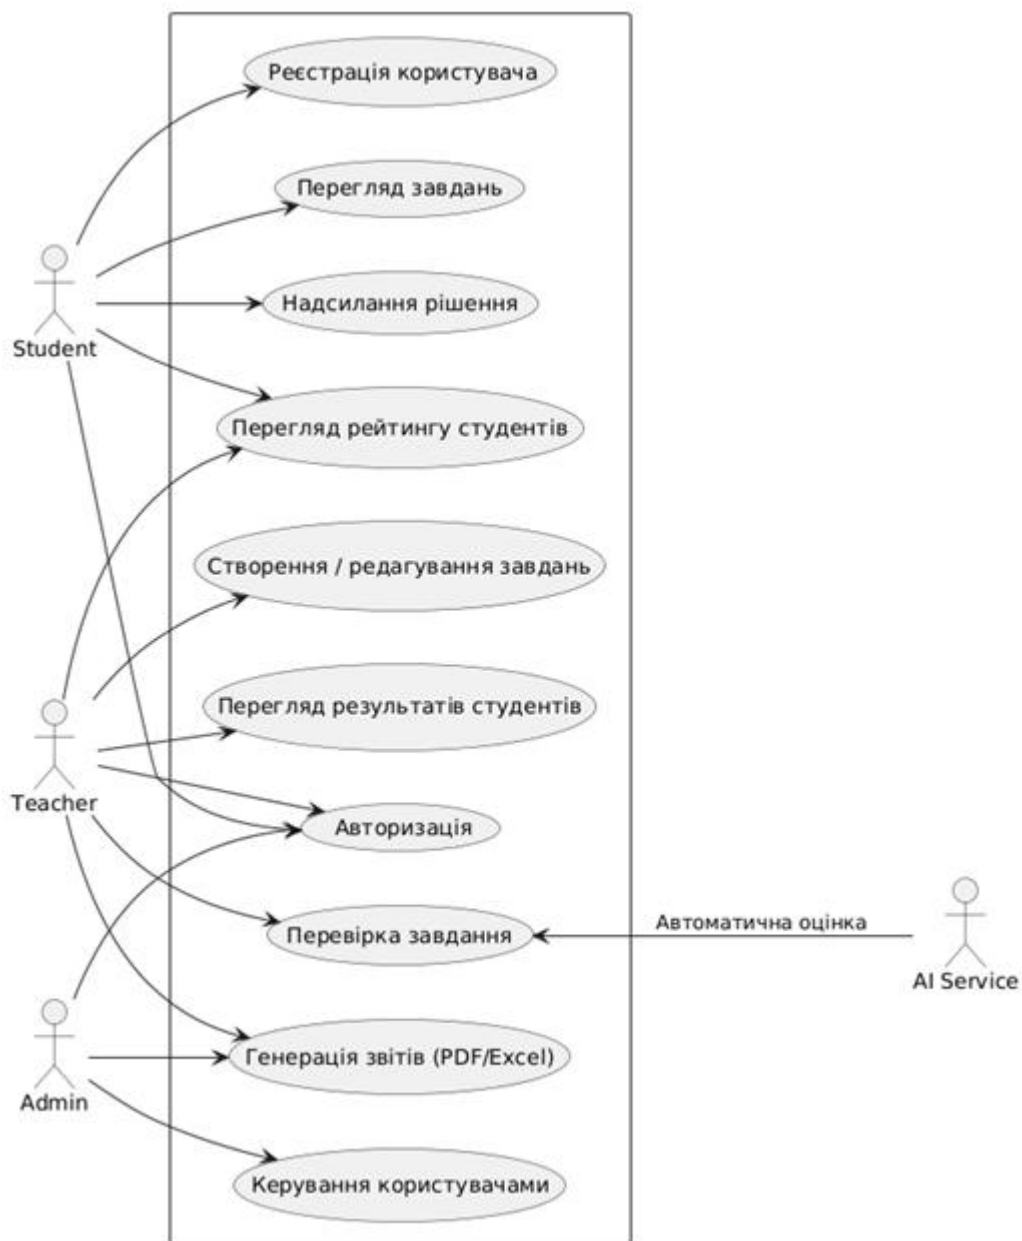 Реєстрація користувача
Перегляд завдань
Надсилання рішення
Student
Перегляд рейтингу студентів
Створення / редагування завдань
Перегляд результатів студентів
Teacher
Авторизація
Перевірка завдання
Автоматична оцінка
AI Service
Генерація звітів (PDF/Excel)
Admin
Керування користувачами